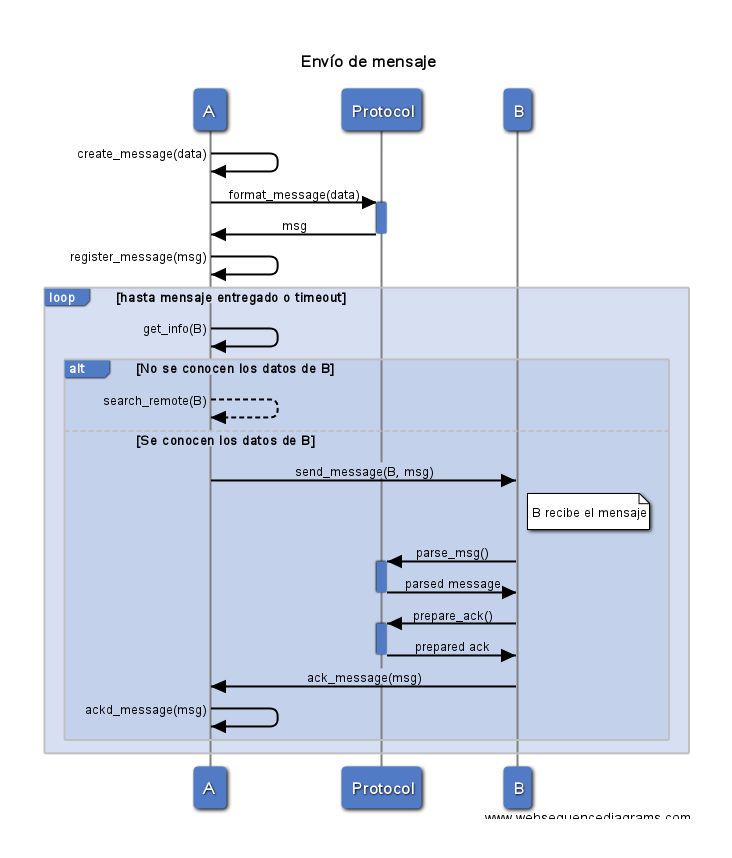 Envío de mensaje
A
Protocol
B
create_message(data)
format_message(data)
msg
register_message(msg)
loop
[hasta mensaje entregado o timeout]
get_info(B)
alt
[No se conocen los datos de B]
search_remote(B)
[Se conocen los datos de B]
send_message(B, msg)
B recibe el mensaje
parse_msg()
parsed message
prepare_ack()
prepared ack
ack_message(msg)
ackd_message(msg)
A
Protocol
B
www.websequencediagrams.com